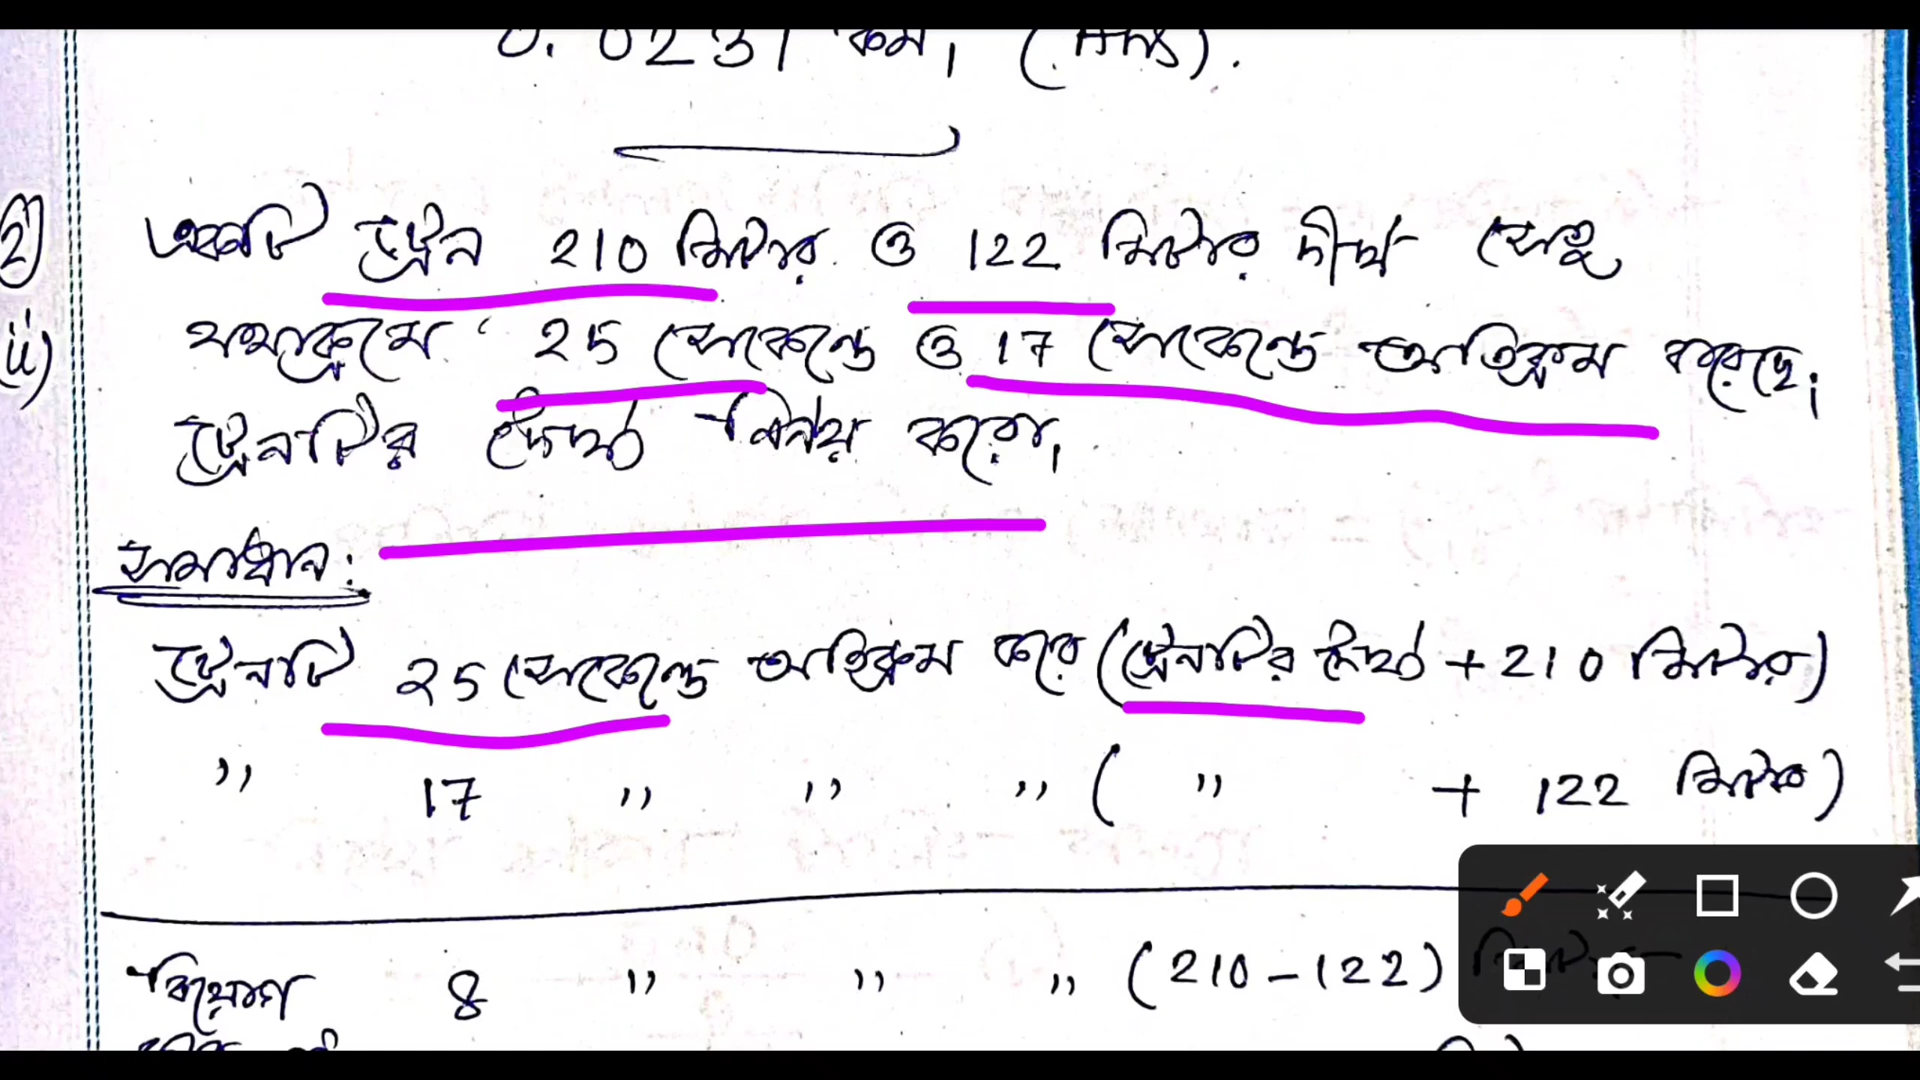 0.0231 কিমি। (Ans).
2) একটি ট্রেন 210 মিটার ও 122 মিটার দীর্ঘ সেতু
ii) যথাক্রমে 25 সেকেন্ডে ও 17 সেকেন্ডে অতিক্রম করেছে।
ট্রেনটির দৈর্ঘ্য নির্ণয় করো।
সমাধান:
ট্রেনটি 25 সেকেন্ডে অতিক্রম করে (ট্রেনটির দৈর্ঘ্য + 210 মিটার)
,, 17 ,, ,, ,, ( ,, + 122 মিটার)
বিয়োগ 8 ,, ,, ,, (210 - 122)